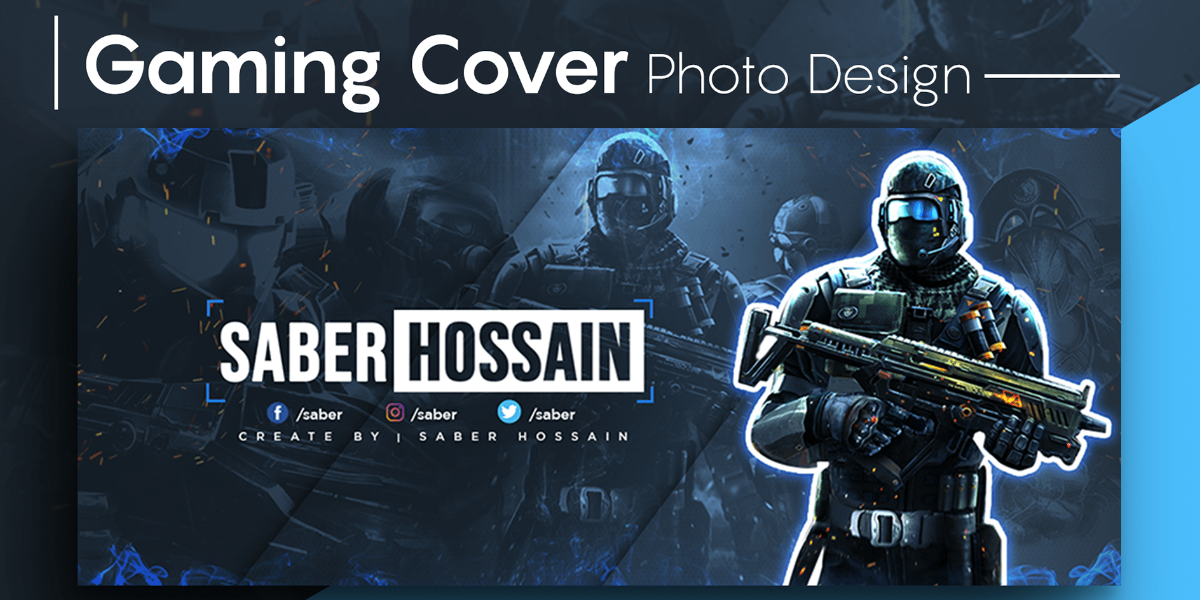 Gaming Cover Photo Design
SABER HOSSAIN
/saber /saber /saber
CREATE BY | SABER HOSSAIN